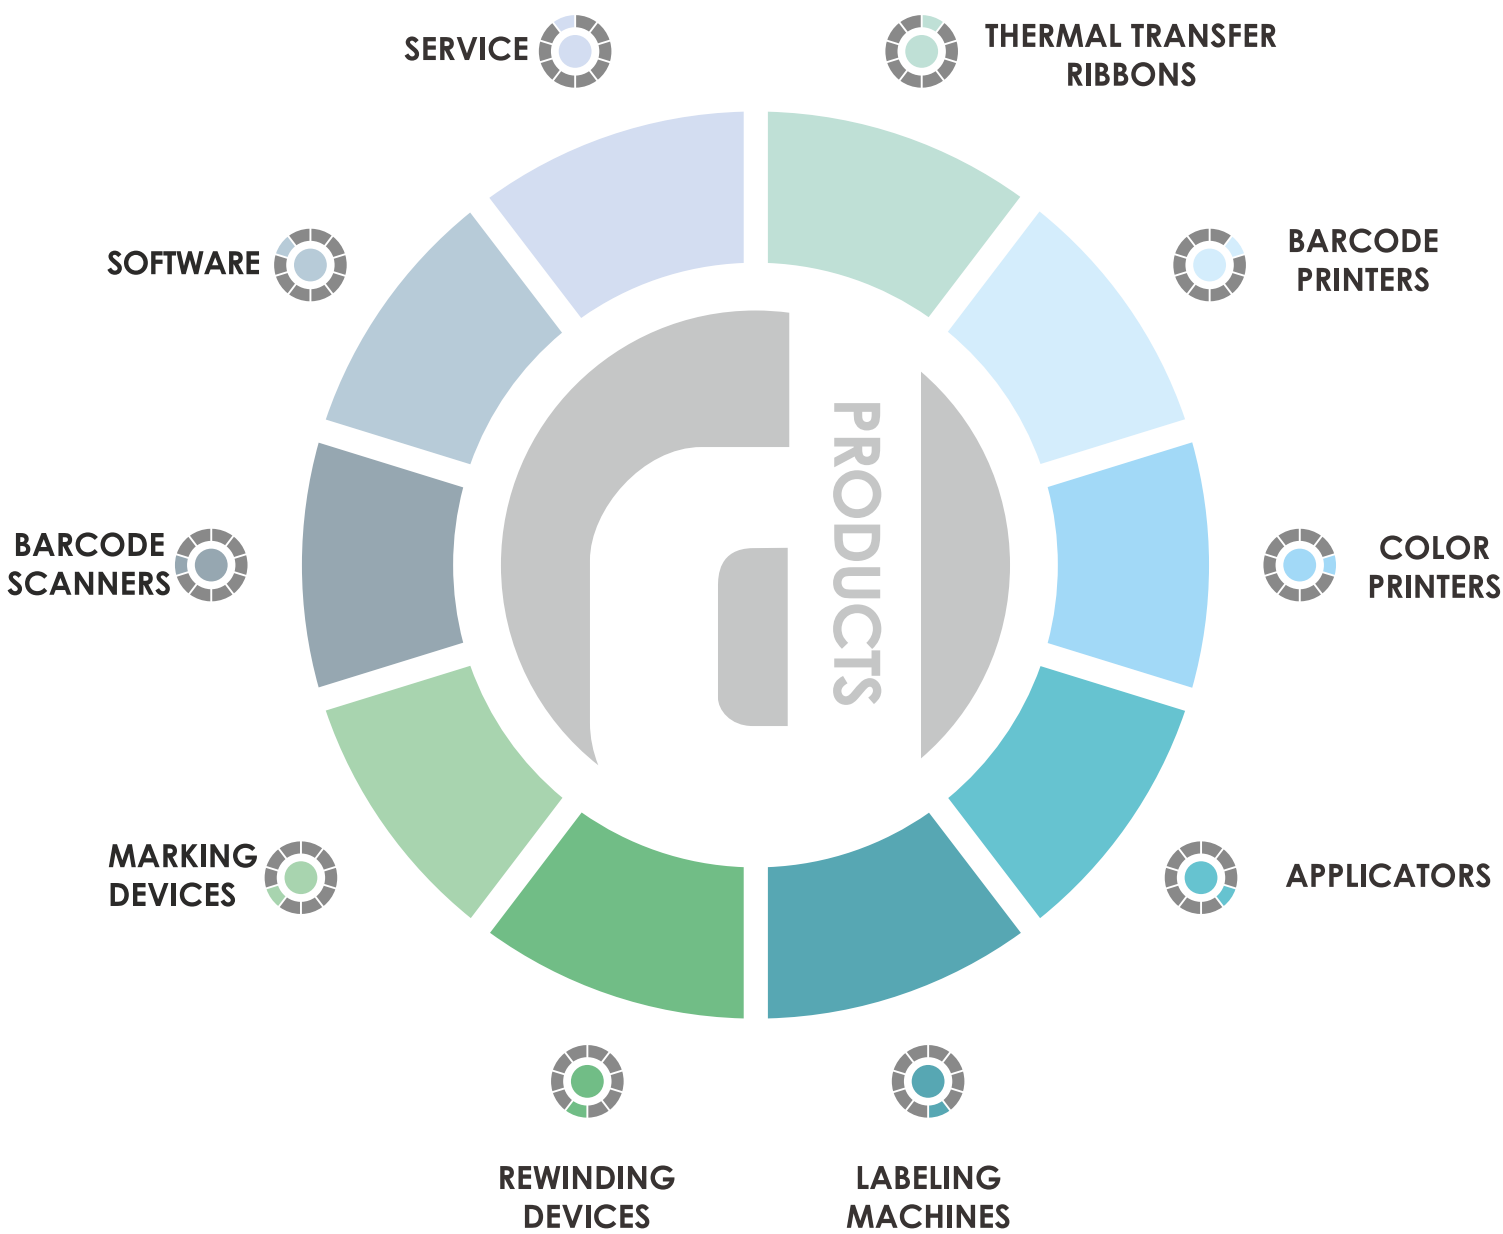 SERVICE
THERMAL TRANSFER
RIBBONS
BARCODE
PRINTERS
COLOR
PRINTERS
APPLICATORS
LABELING
MACHINES
REWINDING
DEVICES
MARKING
DEVICES
BARCODE
SCANNERS
SOFTWARE
PRODUCTS